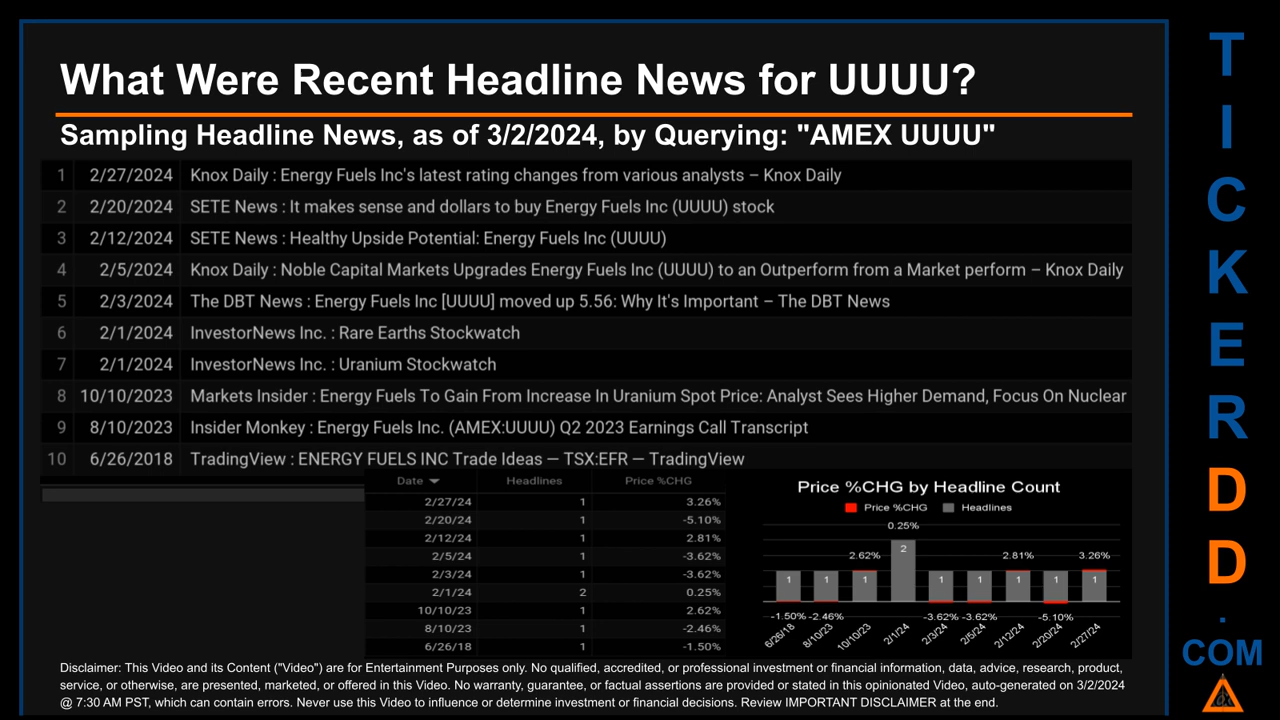 What Were Recent Headline News for UUUU?
Sampling Headline News, as of 3/2/2024, by Querying: "AMEX UUUU"
1 2/27/2024 Knox Daily : Energy Fuels Inc's latest rating changes from various analysts – Knox Daily
2 2/20/2024 SETE News : It makes sense and dollars to buy Energy Fuels Inc (UUUU) stock
3 2/12/2024 SETE News : Healthy Upside Potential: Energy Fuels Inc (UUUU)
4 2/5/2024 Knox Daily : Noble Capital Markets Upgrades Energy Fuels Inc (UUUU) to an Outperform from a Market perform – Knox Daily
5 2/3/2024 The DBT News : Energy Fuels Inc [UUUU] moved up 5.56: Why It's Important – The DBT News
6 2/1/2024 InvestorNews Inc. : Rare Earths Stockwatch
7 2/1/2024 InvestorNews Inc. : Uranium Stockwatch
8 10/10/2023 Markets Insider : Energy Fuels To Gain From Increase In Uranium Spot Price: Analyst Sees Higher Demand, Focus On Nuclear
9 8/10/2023 Insider Monkey : Energy Fuels Inc. (AMEX:UUUU) Q2 2023 Earnings Call Transcript
10 6/26/2018 TradingView : ENERGY FUELS INC Trade Ideas — TSX:EFR — TradingView
Date Headlines Price %CHG
2/27/24 1 3.26%
2/20/24 1 -5.10%
2/12/24 1 2.81%
2/5/24 1 -3.62%
2/3/24 1 -3.62%
2/1/24 2 0.25%
10/10/23 1 2.62%
8/10/23 1 -2.46%
6/26/18 1 -1.50%
Price %CHG by Headline Count
Price %CHG Headlines
0.25%
2.62% 2 2.81% 3.26%
1 1 1 1 1 1 1 1
-1.50% -2.46% -3.62% -3.62% -5.10%
6/26/18 8/10/23 10/10/23 2/1/24 2/3/24 2/5/24 2/12/24 2/20/24 2/27/24
Disclaimer: This Video and its Content ("Video") are for Entertainment Purposes only. No qualified, accredited, or professional investment or financial information, data, advice, research, product,
service, or otherwise, are presented, marketed, or offered in this Video. No warranty, guarantee, or factual assertions are provided or stated in this opinionated Video, auto-generated on 3/2/2024
@ 7:30 AM PST, which can contain errors. Never use this Video to influence or determine investment or financial decisions. Review IMPORTANT DISCLAIMER at the end.
T
I
C
K
E
R
D
D
.
COM